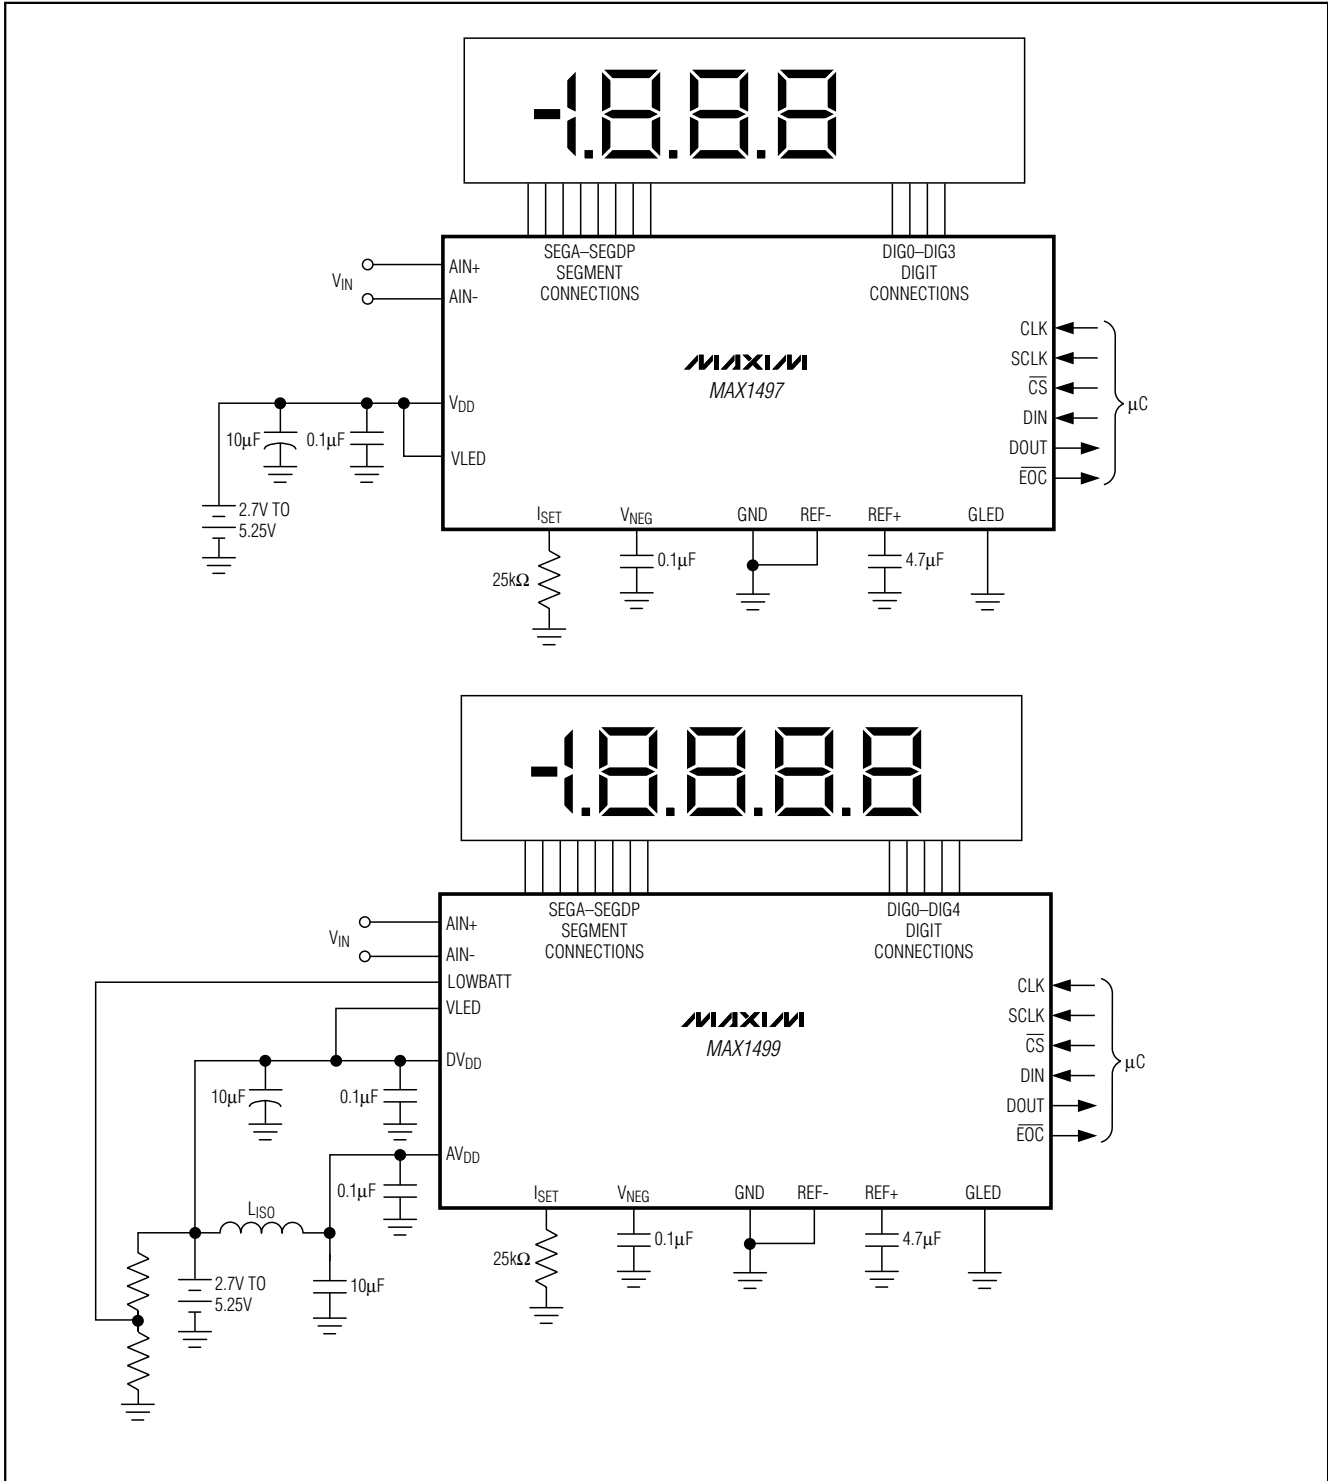 -1.8.8.8
SEGA–SEGDP
SEGMENT
CONNECTIONS
DIG0–DIG3
DIGIT
CONNECTIONS
VIN
AIN+
AIN-
MAXIM
MAX1497
VDD
VLED
10µF
0.1µF
2.7V TO
5.25V
CLK
SCLK
CS
DIN
DOUT
EOC
µC
ISET
VNEG
GND
REF-
REF+
GLED
25kΩ
0.1µF
4.7µF
-1.8.8.8.8
SEGA–SEGDP
SEGMENT
CONNECTIONS
DIG0–DIG4
DIGIT
CONNECTIONS
VIN
AIN+
AIN-
LOWBATT
VLED
MAXIM
MAX1499
DVDD
10µF
0.1µF
AVDD
0.1µF
LISO
2.7V TO
5.25V
10µF
CLK
SCLK
CS
DIN
DOUT
EOC
µC
ISET
VNEG
GND
REF-
REF+
GLED
25kΩ
0.1µF
4.7µF